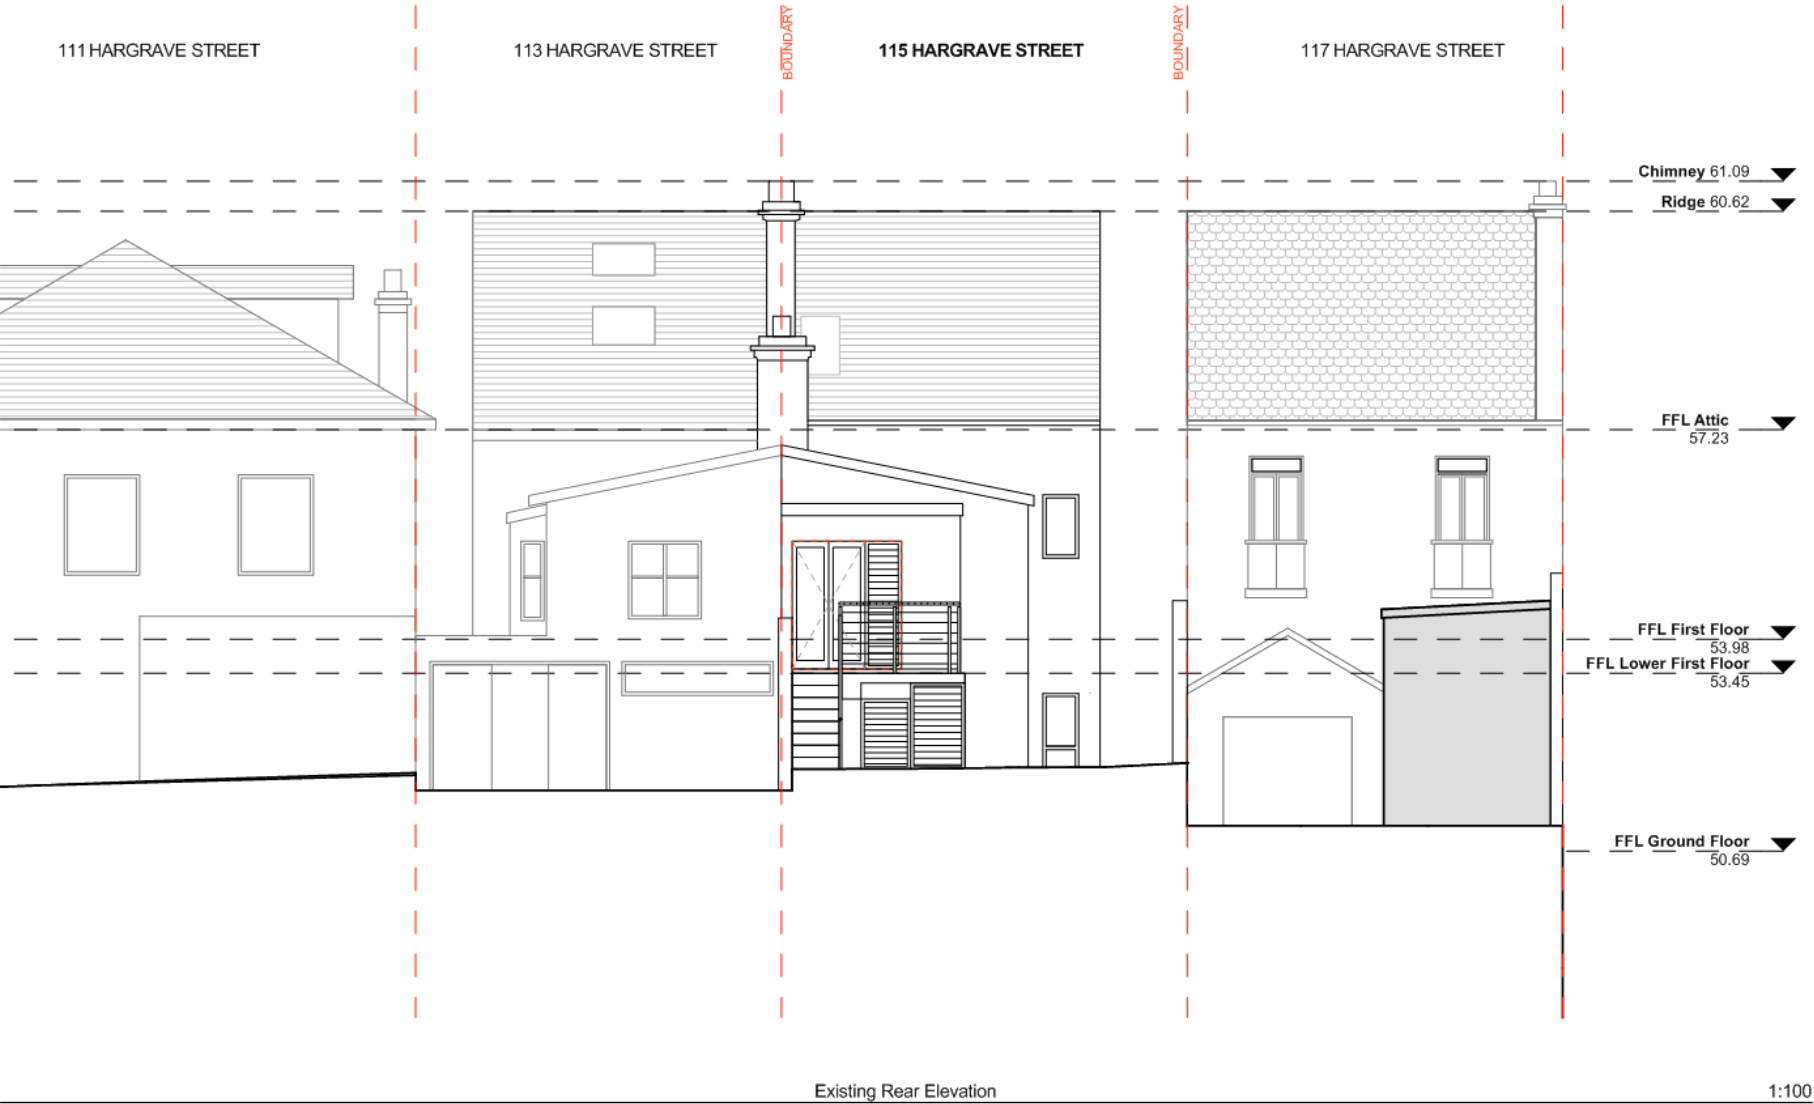 111 HARGRAVE STREET
113 HARGRAVE STREET
BOUNDARY
115 HARGRAVE STREET
BOUNDARY
117 HARGRAVE STREET
Chimney 61.09
Ridge 60.62
FFL Attic
57.23
FFL First Floor
53.98
FFL Lower First Floor
53.45
FFL Ground Floor
50.69
Existing Rear Elevation
1:100